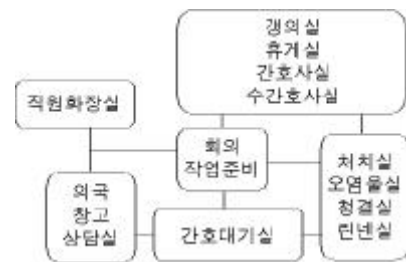 갱의실
휴게실
간호사실
수간호사실
직원화장실
회의
작업준비
처치실
오염물실
청결실
린넨실
의국
창고
상담실
간호대기실